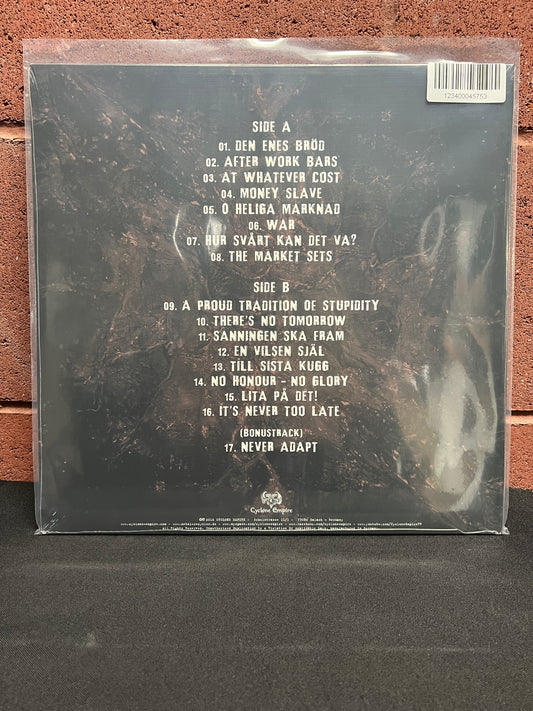 123400045753
SIDE A
01. DEN ENES BRÖD
02. AFTER WORK BARS
03. AT WHATEVER COST
04. MONEY SLAVE
05. O HELIGA MARKNAD
06. WAR
07. HUR SVÅRT KAN DET VA?
08. THE MARKET SETS
SIDE B
09. A PROUD TRADITION OF STUPIDITY
10. THERE'S NO TOMORROW
11. SANNINGEN SKA FRAM
12. EN VILSEN SJÄL
13. TILL SISTA KUGG
14. NO HONOUR - NO GLORY
15. LITA PÅ DET!
16. IT'S NEVER TOO LATE
(BONUSTRACK)
17. NEVER ADAPT
Cyclone Empire